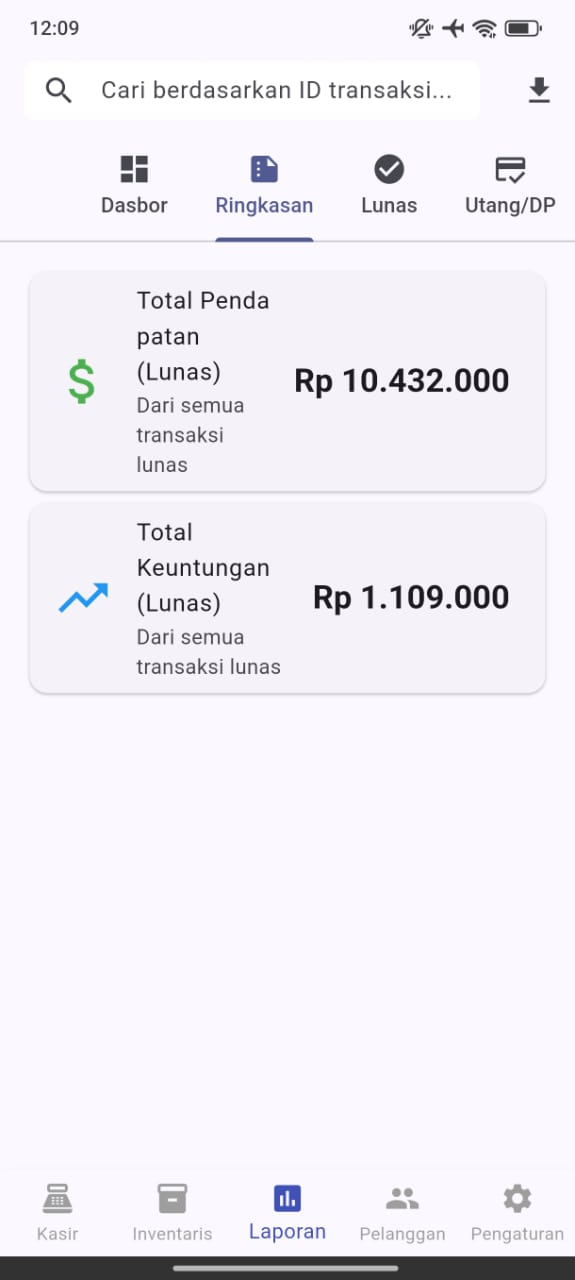 12:09
Cari berdasarkan ID transaksi...
Dasbor
Ringkasan
Lunas
Utang/DP
Total Penda
patan
(Lunas)
Dari semua
transaksi
lunas
Rp 10.432.000
Total
Keuntungan
(Lunas)
Dari semua
transaksi lunas
Rp 1.109.000
Kasir
Inventaris
Laporan
Pelanggan
Pengaturan